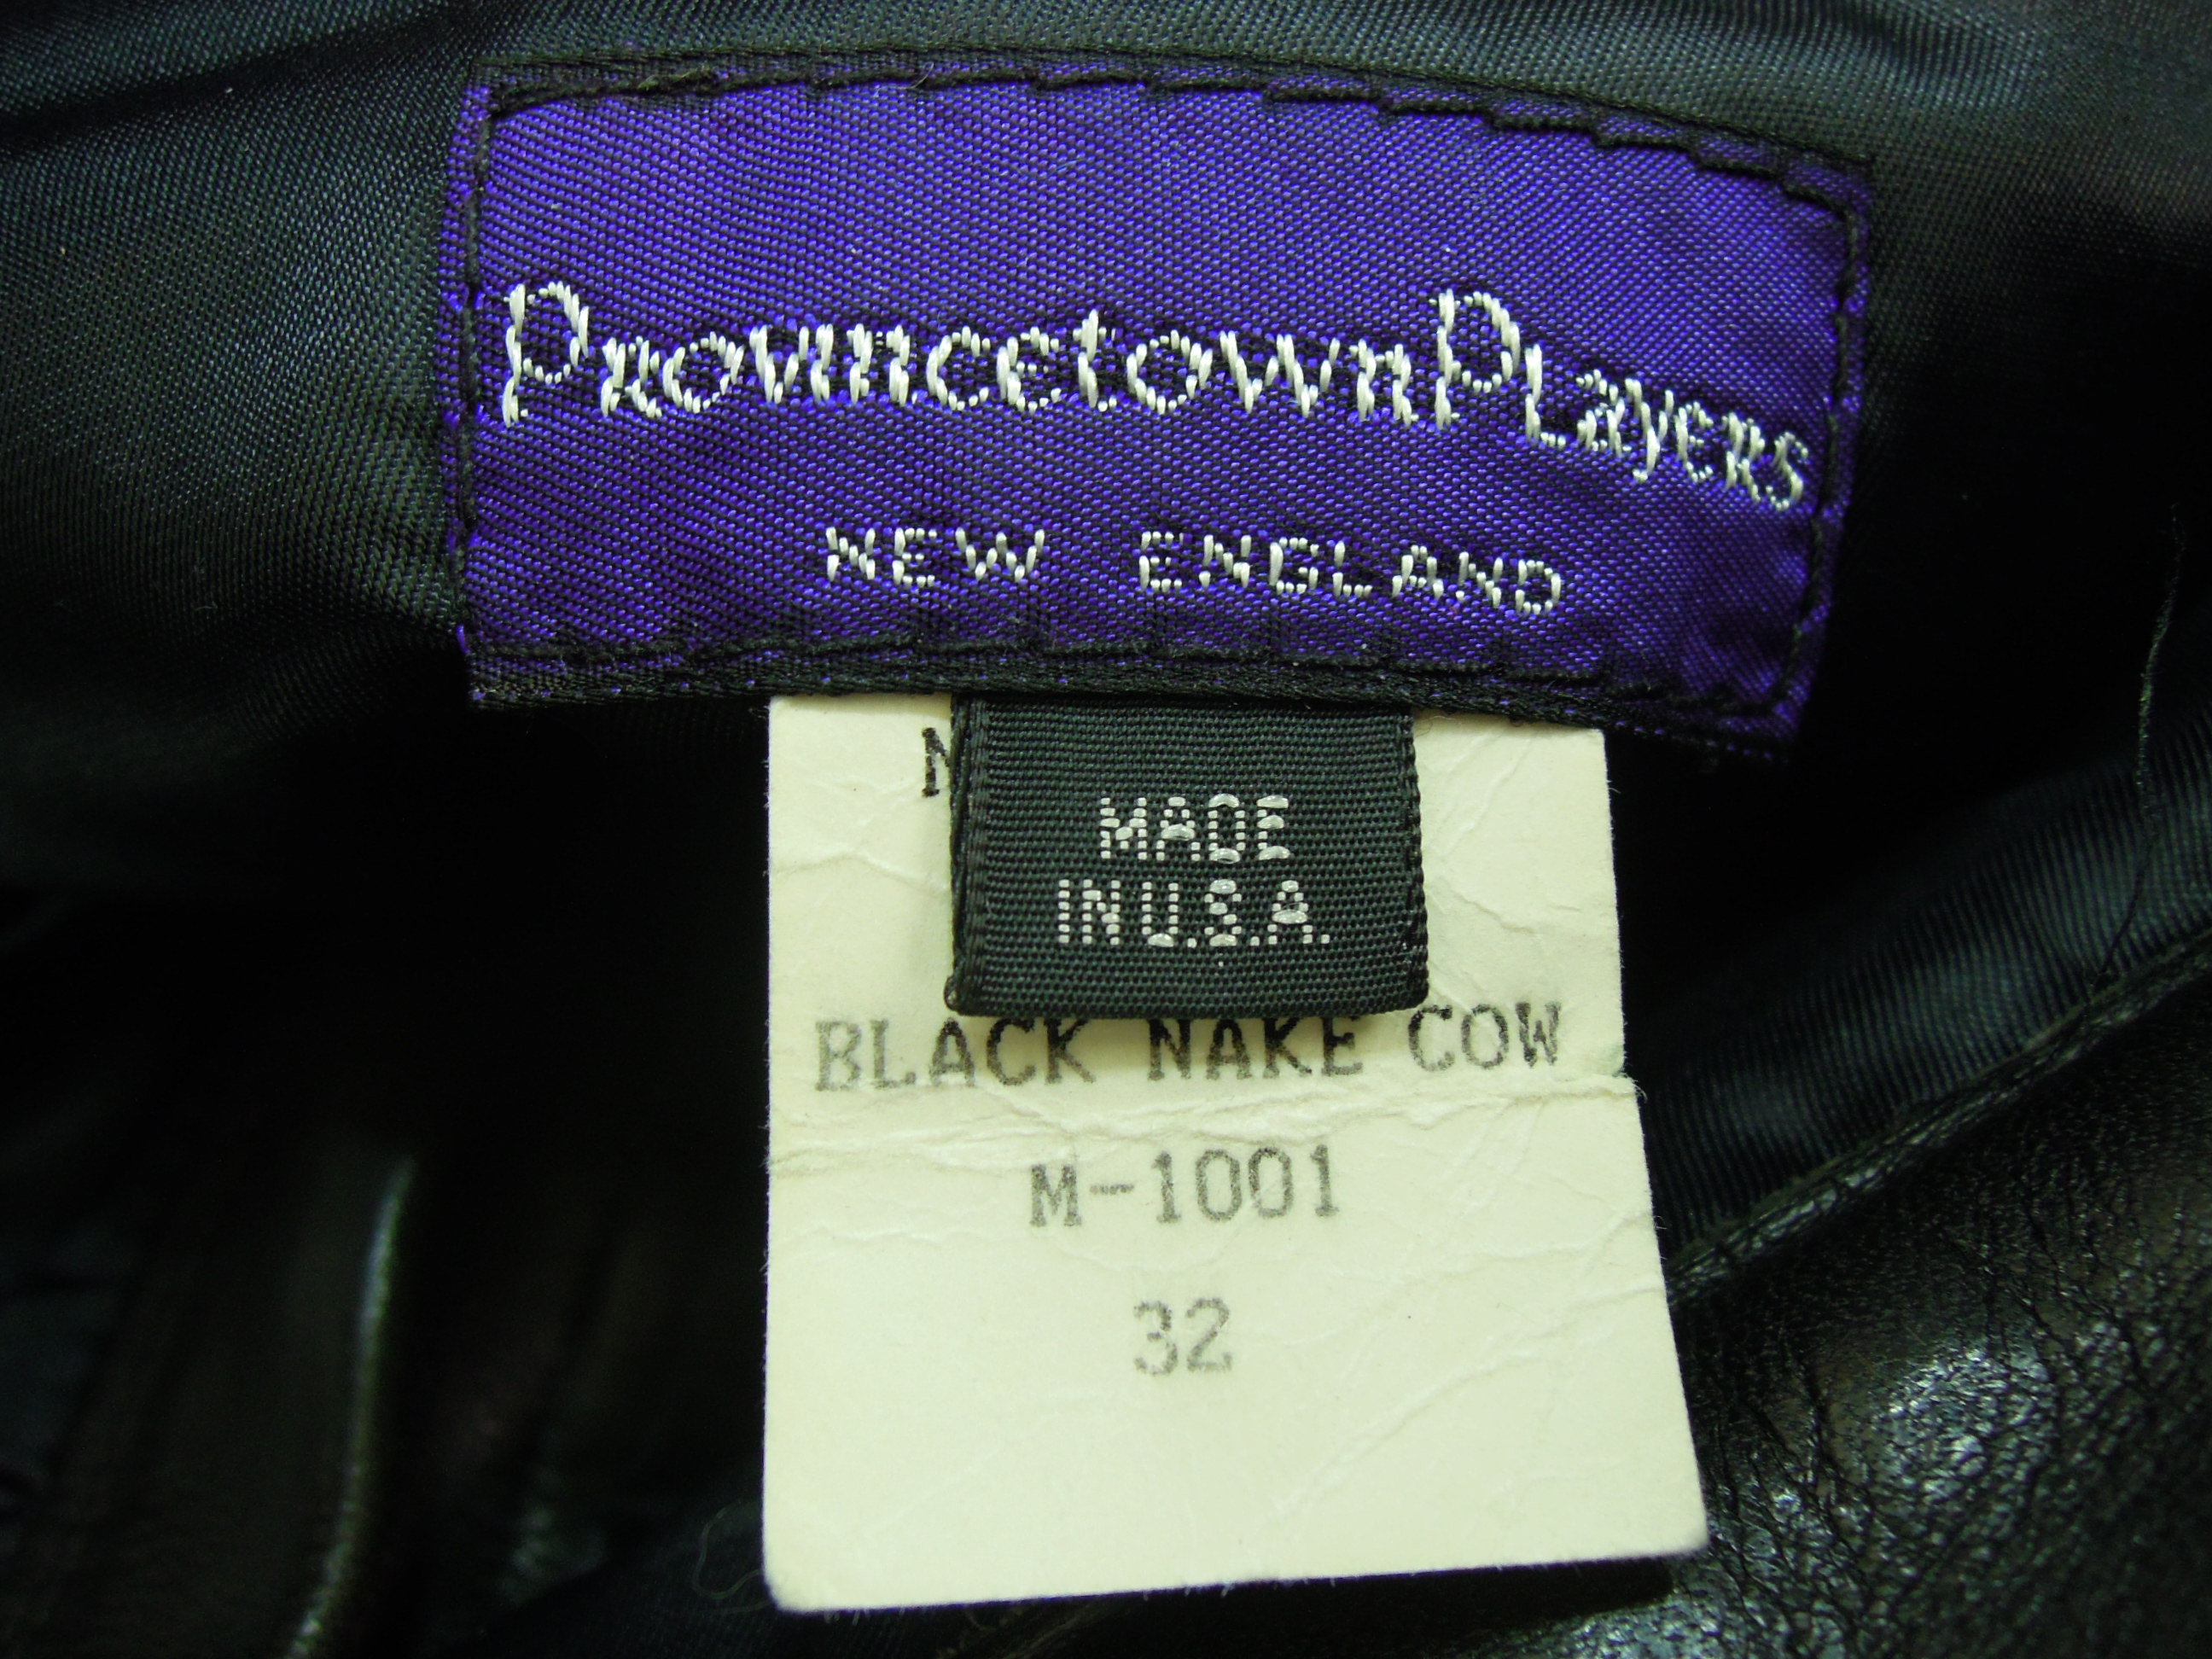 ProvincetownPlayers
NEW ENGLAND
MADE
IN U.S.A.
BLACK NAKE COW
M-1001
32